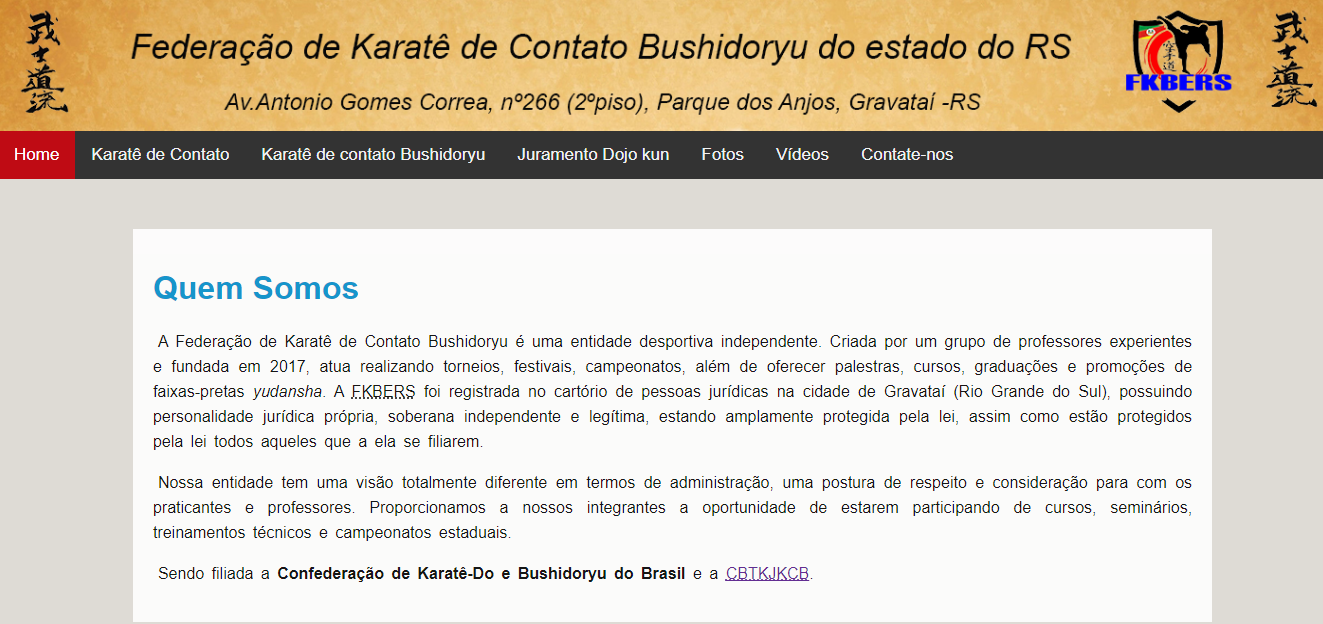 武士道流
Federação de Karatê de Contato Bushidoryu do estado do RS
Av.Antonio Gomes Correa, nº266 (2ºpiso), Parque dos Anjos, Gravataí -RS
空手道
FKBERS
武士道流
Home Karatê de Contato Karatê de contato Bushidoryu Juramento Dojo kun Fotos Vídeos Contate-nos
Quem Somos
A Federação de Karatê de Contato Bushidoryu é uma entidade desportiva independente. Criada por um grupo de professores experientes
e fundada em 2017, atua realizando torneios, festivais, campeonatos, além de oferecer palestras, cursos, graduações e promoções de
faixas-pretas yudansha. A FKBERS foi registrada no cartório de pessoas jurídicas na cidade de Gravataí (Rio Grande do Sul), possuindo
personalidade jurídica própria, soberana independente e legítima, estando amplamente protegida pela lei, assim como estão protegidos
pela lei todos aqueles que a ela se filiarem.
Nossa entidade tem uma visão totalmente diferente em termos de administração, uma postura de respeito e consideração para com os
praticantes e professores. Proporcionamos a nossos integrantes a oportunidade de estarem participando de cursos, seminários,
treinamentos técnicos e campeonatos estaduais.
Sendo filiada a Confederação de Karatê-Do e Bushidoryu do Brasil e a CBTKJKCB.